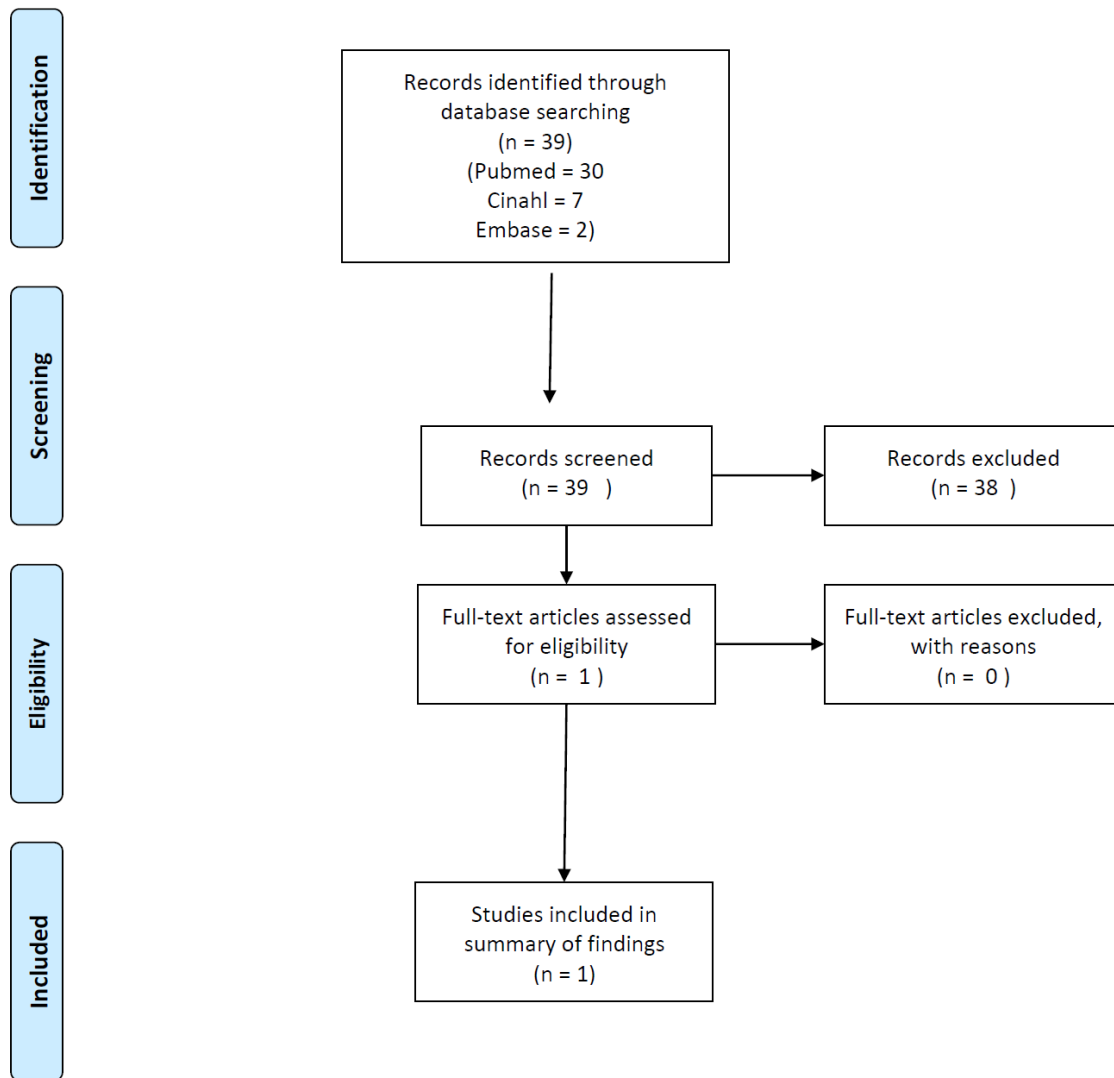 Identification
Records identified through
database searching
(n = 39)
(Pubmed = 30
Cinahl = 7
Embase = 2)
Screening
Records screened
(n = 39   )
Records excluded
(n = 38  )
Eligibility
Full-text articles assessed
for eligibility
(n =  1 )
Full-text articles excluded,
with reasons
(n =  0 )
Included
Studies included in
summary of findings
(n = 1)